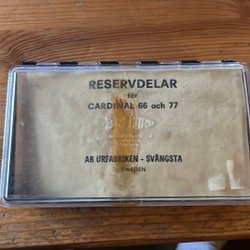 RESERVDELAR
för
CARDINAL 66 och 77
AB URFABRIKEN - SVÄNGSTA
SWEDEN